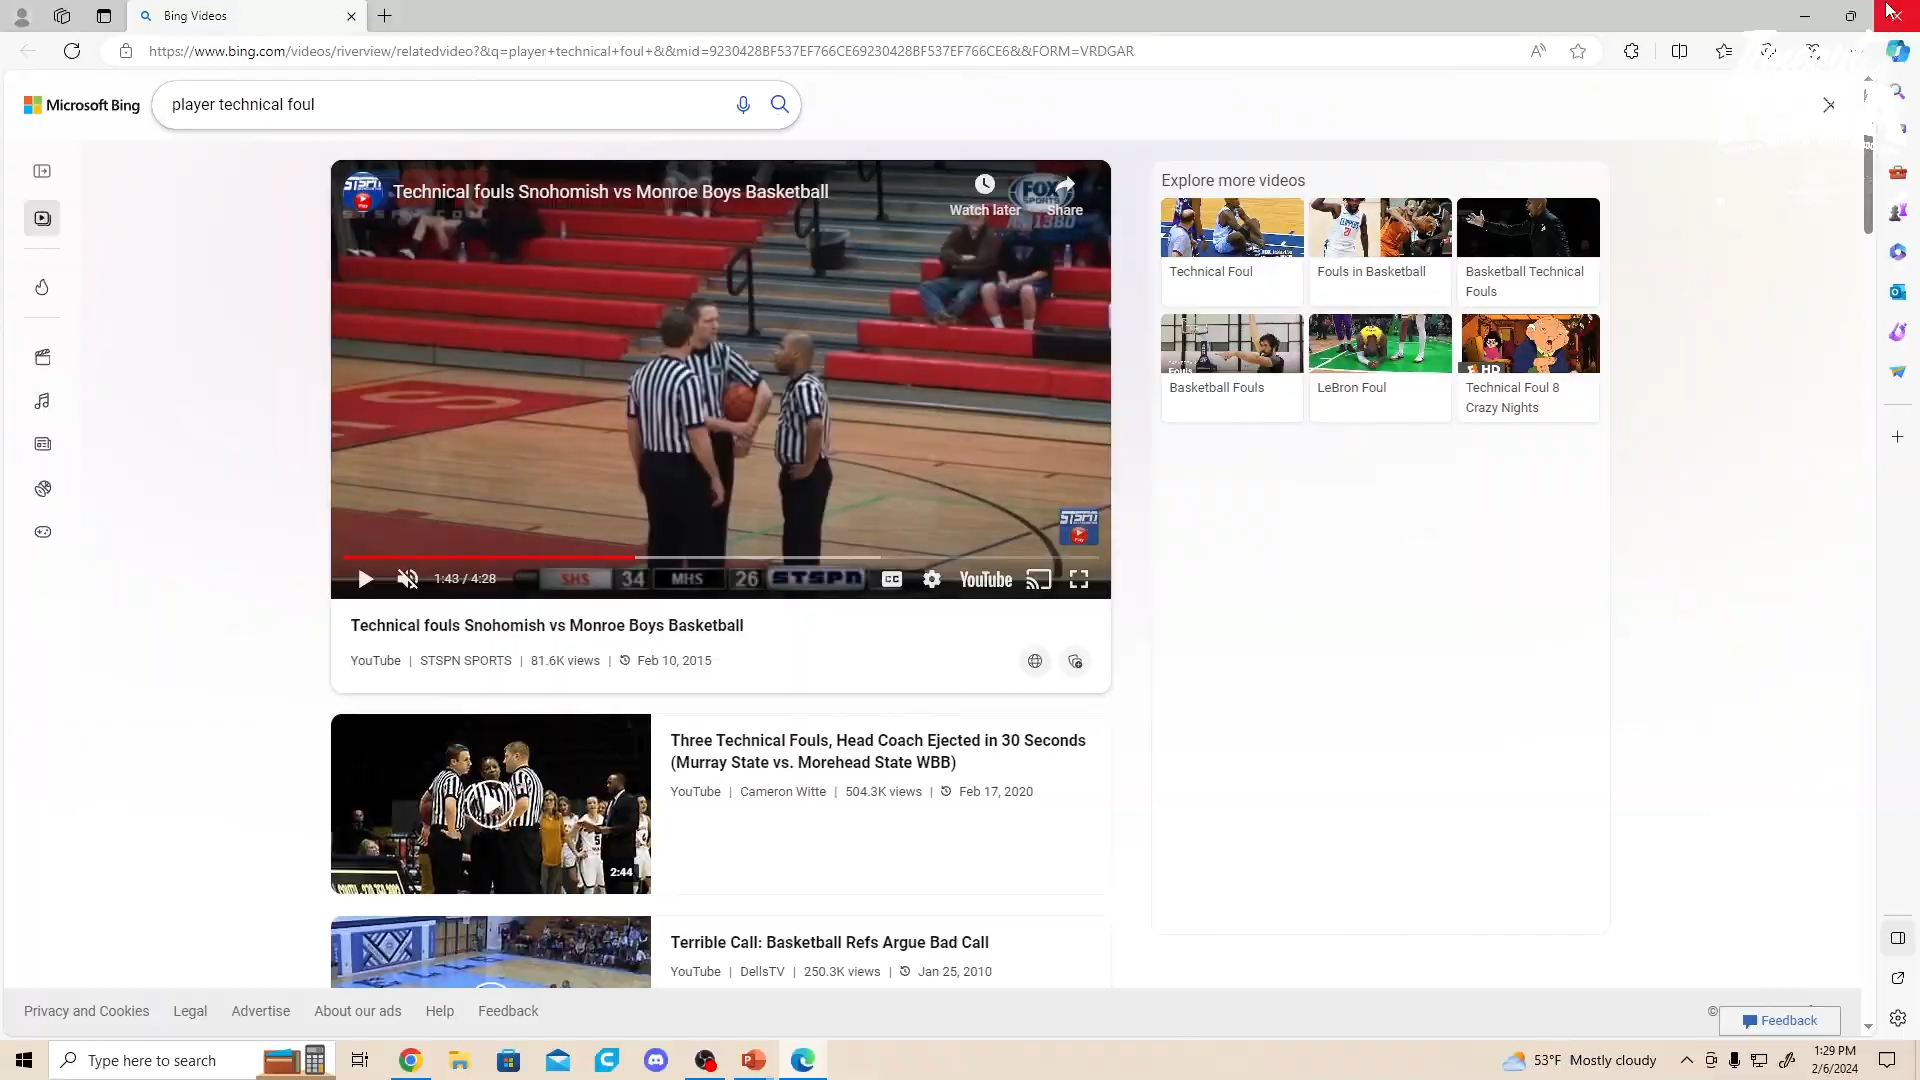 Bing Videos
https://www.bing.com/videos/riverview/relatedvideo?&q=player+technical+foul+&&mid=9230428BF537EF766CE69230428BF537EF766CE6&&FORM=VRDGAR
Microsoft Bing
player technical foul
Technical fouls Snohomish vs Monroe Boys Basketball
Watch later
Share
STSPN
FOX
SPORTS
1380
STSPN
SHS 34 MHS 26 STSPN
1:43 / 4:28
CC
YouTube
Technical fouls Snohomish vs Monroe Boys Basketball
YouTube | STSPN SPORTS | 81.6K views | Feb 10, 2015
Three Technical Fouls, Head Coach Ejected in 30 Seconds
(Murray State vs. Morehead State WBB)
YouTube | Cameron Witte | 504.3K views | Feb 17, 2020
2:44
Terrible Call: Basketball Refs Argue Bad Call
YouTube | DellsTV | 250.3K views | Jan 25, 2010
Explore more videos
Technical Foul
Fouls in Basketball
Basketball Technical
Fouls
Fouls
HD
Basketball Fouls
LeBron Foul
Technical Foul 8
Crazy Nights
Privacy and Cookies
Legal
Advertise
About our ads
Help
Feedback
©
Feedback
Type here to search
53°F Mostly cloudy
1:29 PM
2/6/2024